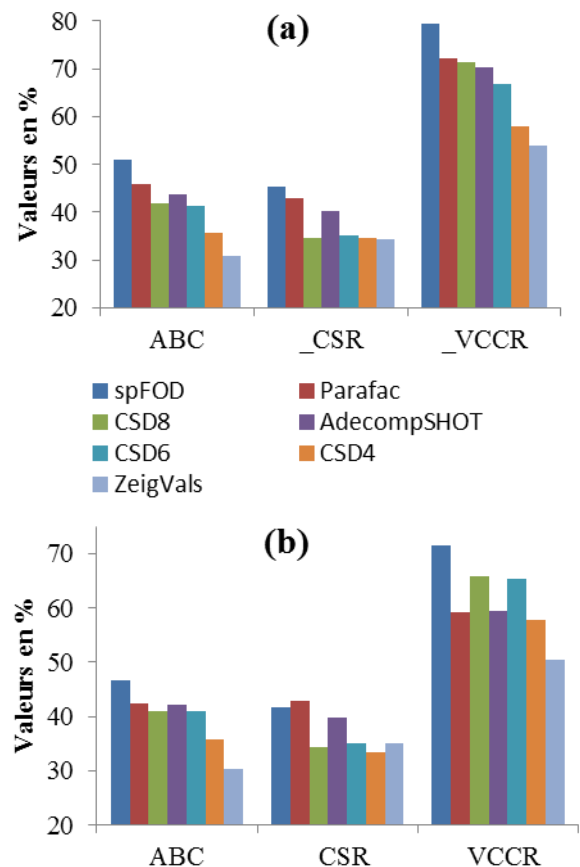 (a)
Valeurs en %
80
70
60
50
40
30
20
ABC _CSR _VCCR
spFOD Parafac
CSD8 AdecompSHOT
CSD6 CSD4
ZeigVals
(b)
Valeurs en %
70
60
50
40
30
20
ABC CSR VCCR